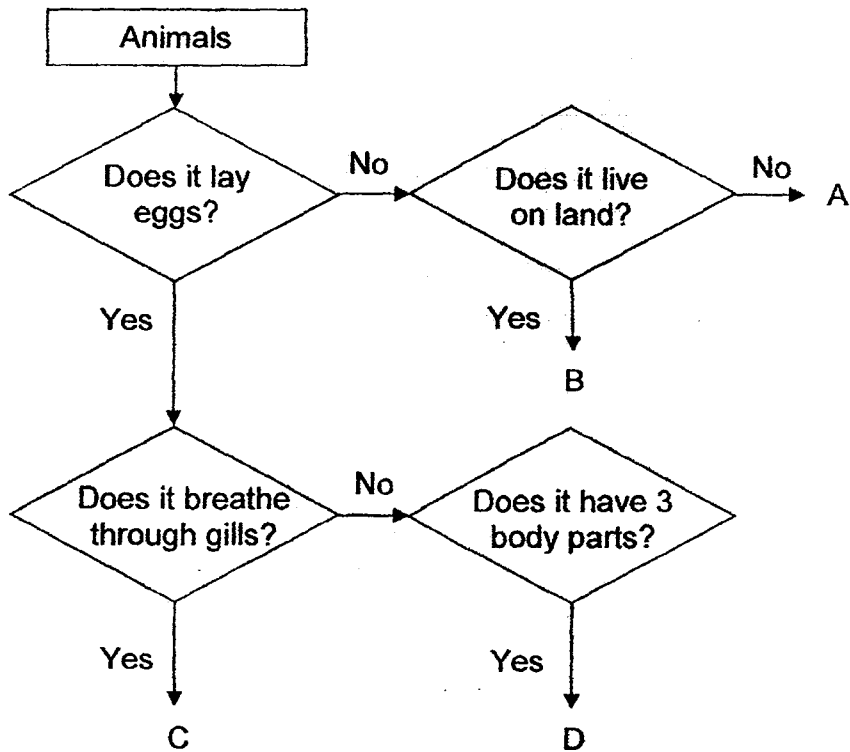 Animals
Does it lay
eggs?
No
Does it live
on land?
No
A
Yes
Yes
B
Does it breathe
through gills?
No
Does it have 3
body parts?
Yes
Yes
C
D